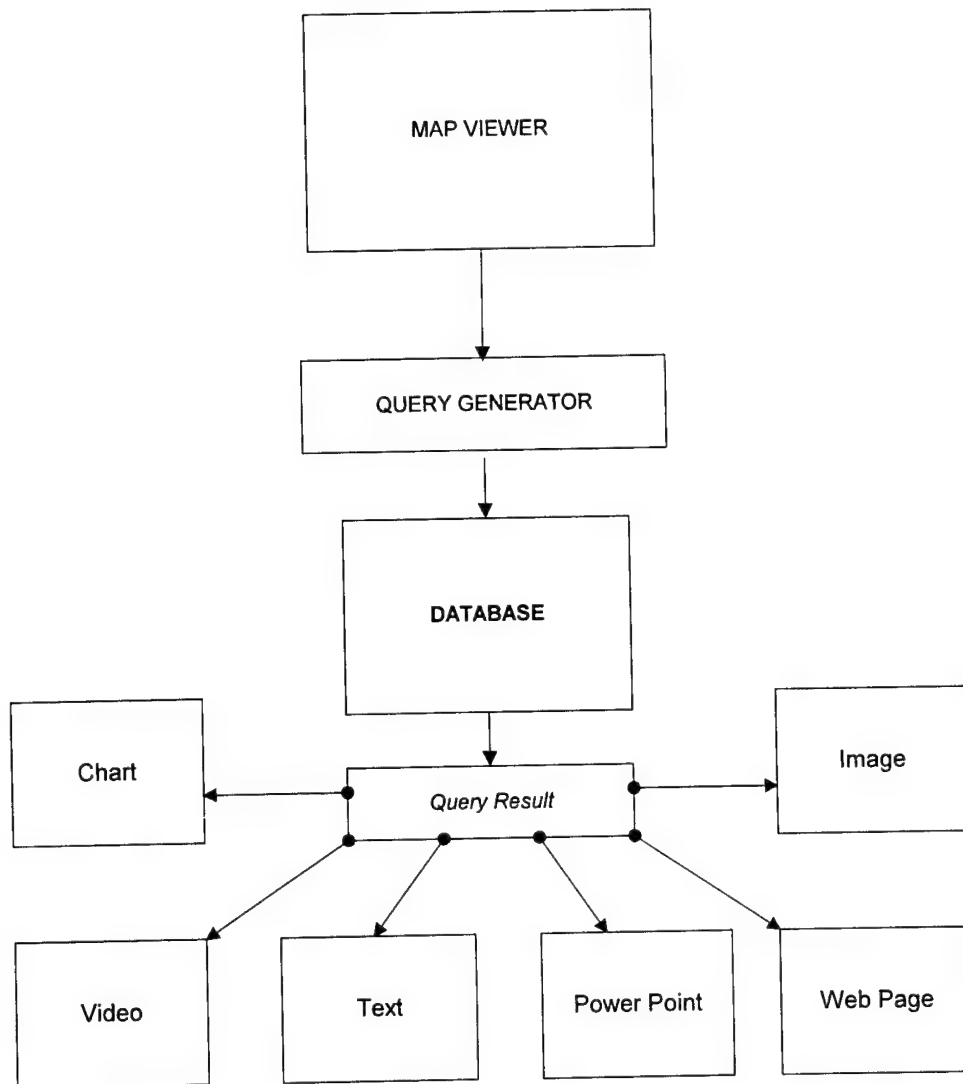 MAP VIEWER
QUERY GENERATOR
DATABASE
Chart
Query Result
Image
Video
Text
Power Point
Web Page